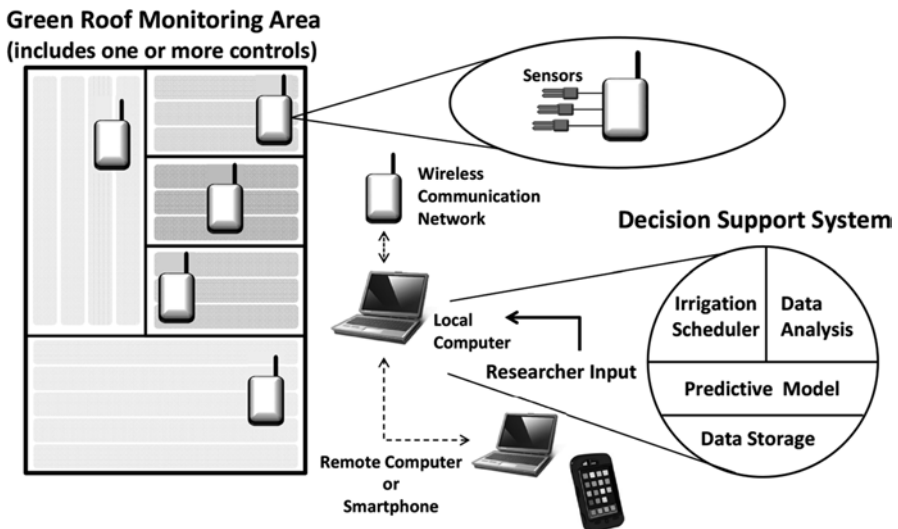 Green Roof Monitoring Area
(includes one or more controls)
Sensors
Wireless
Communication
Network
Decision Support System
Irrigation
Scheduler
Data
Analysis
Local
Computer
Researcher Input
Predictive Model
Data Storage
Remote Computer
or
Smartphone